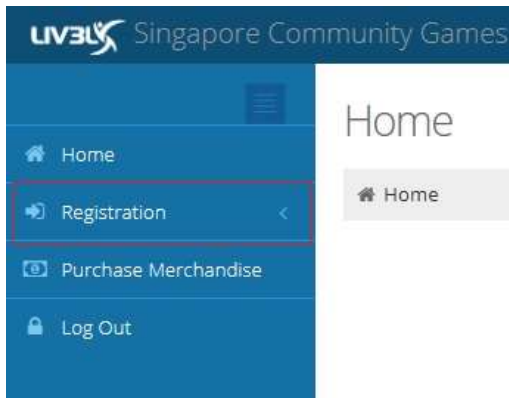 LIV3LY Singapore Community Games
Home
Home
Home
Registration
Purchase Merchandise
Log Out